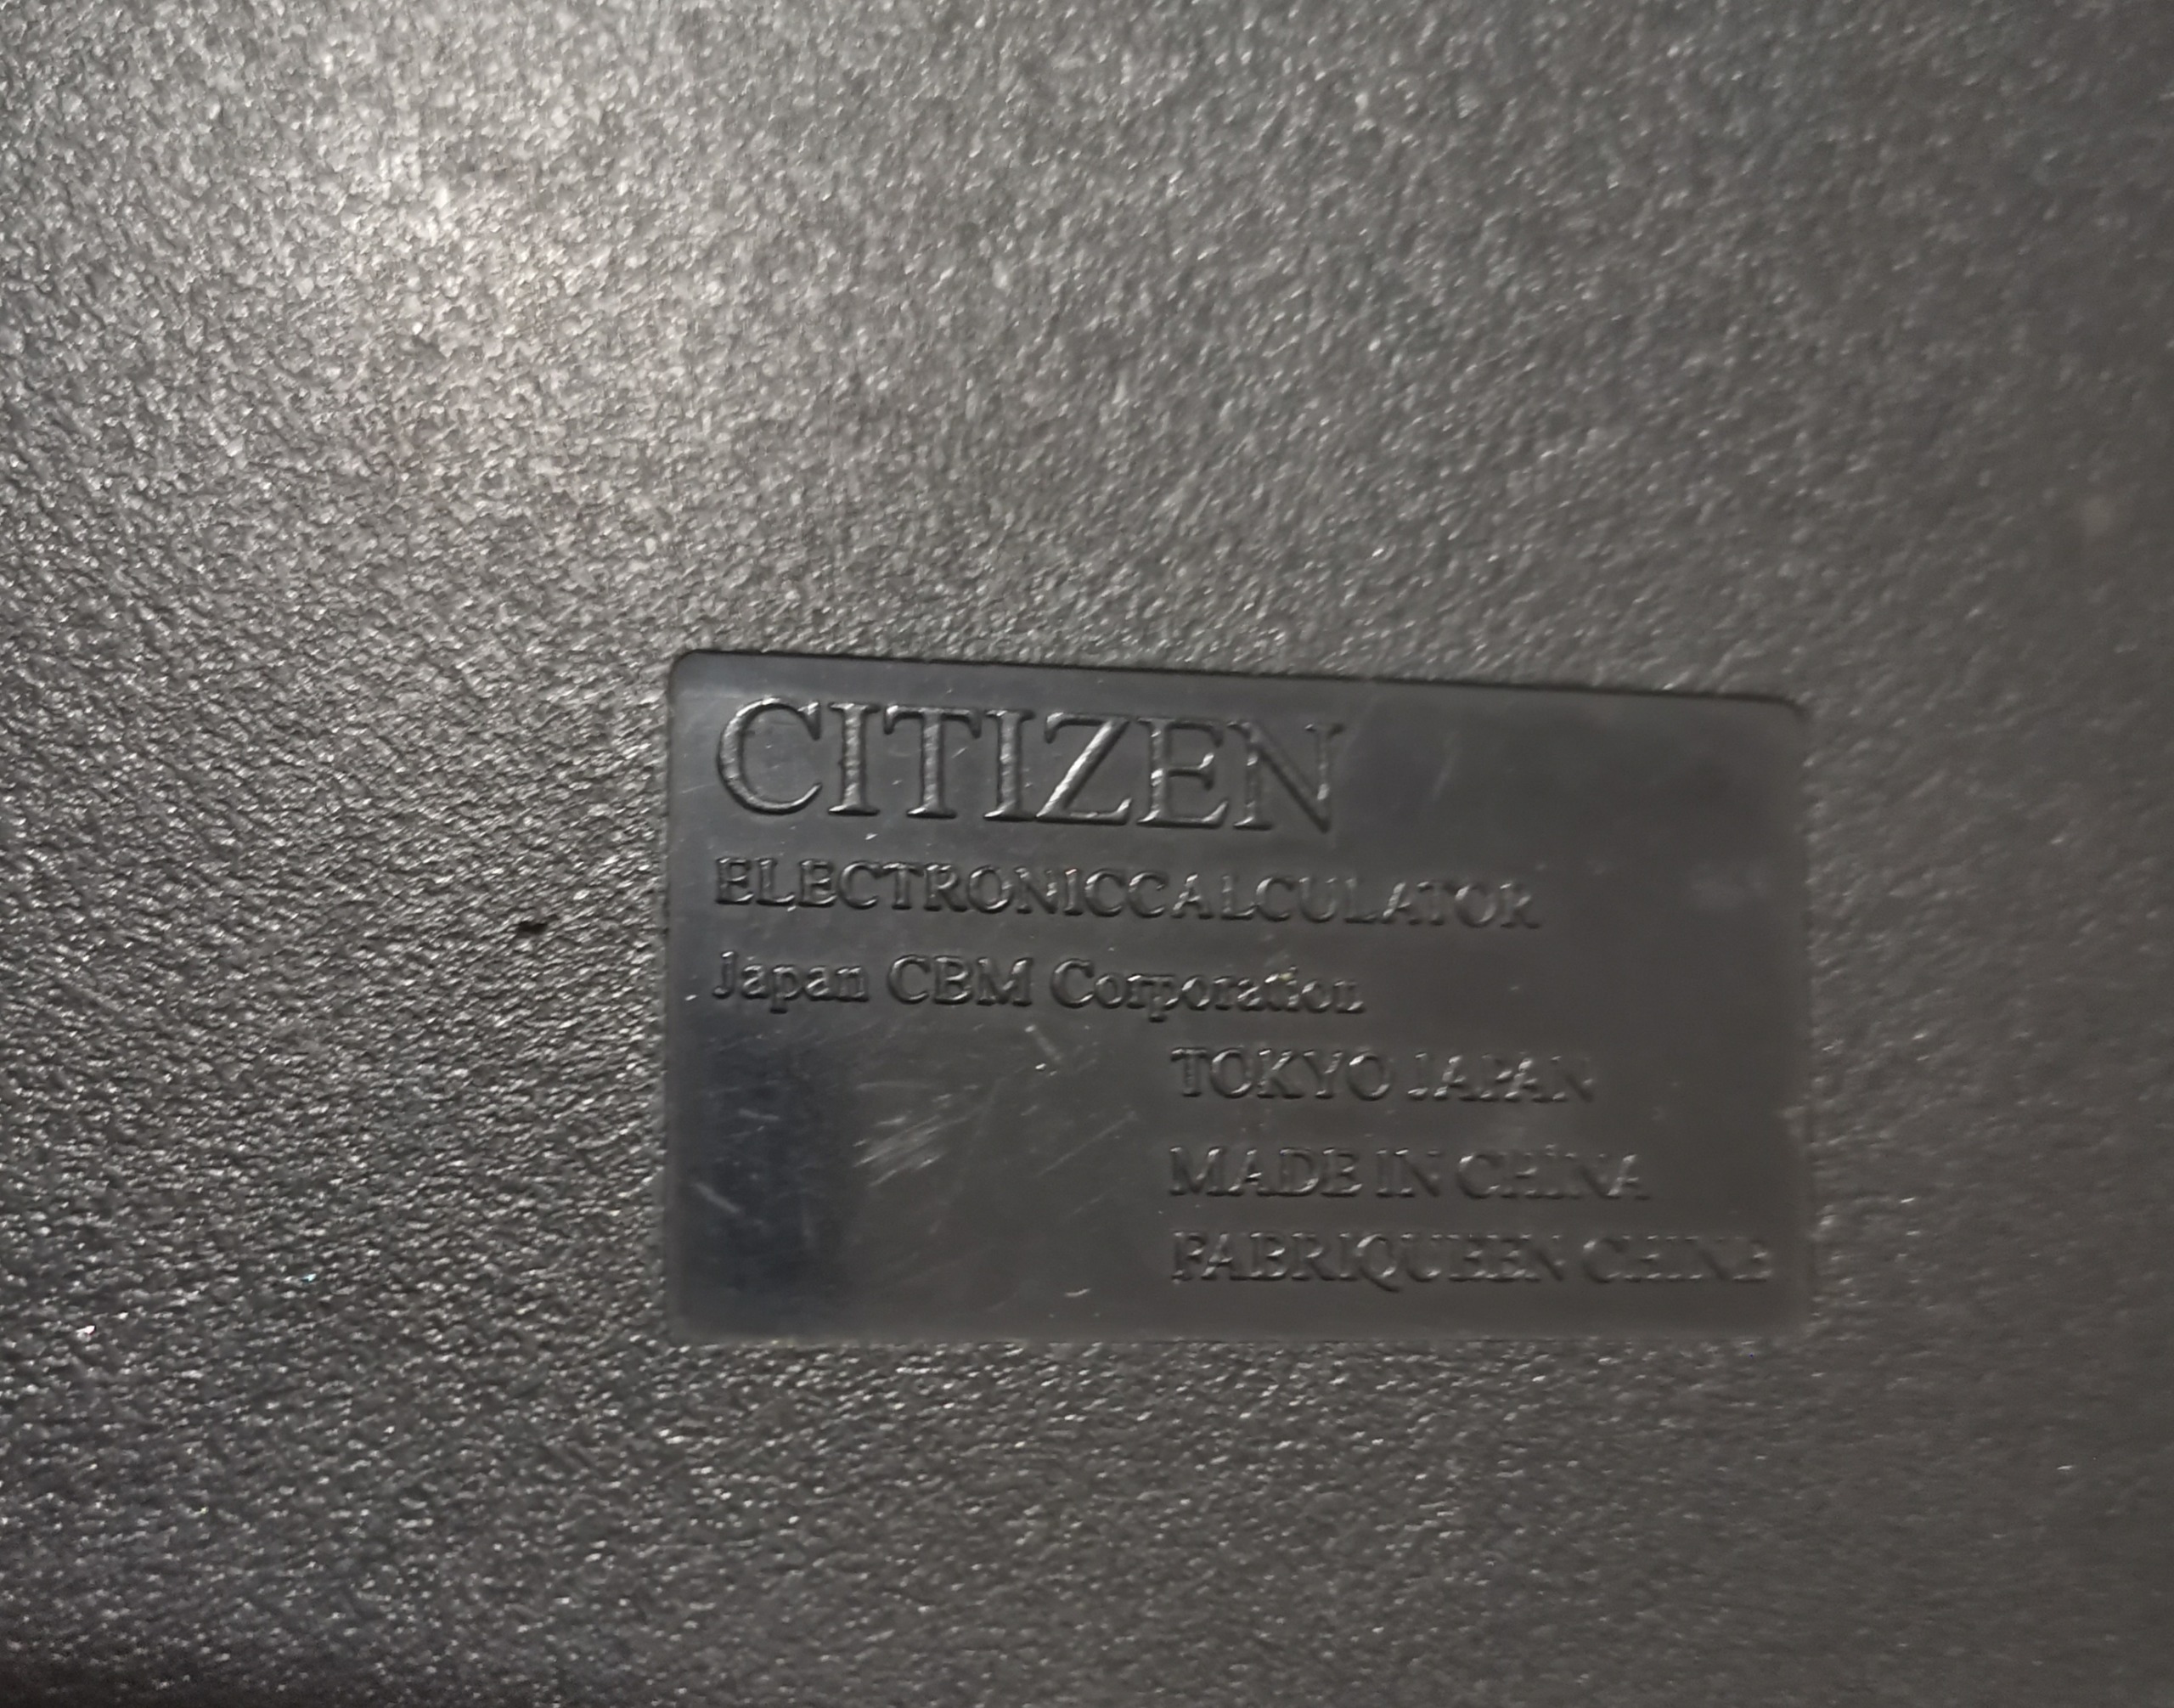 CITIZEN
ELECTRONICCALCULATOR
Japan CBM Corporation
TOKYO JAPAN
MADE IN CHINA
FABRIQUEEN CHINE